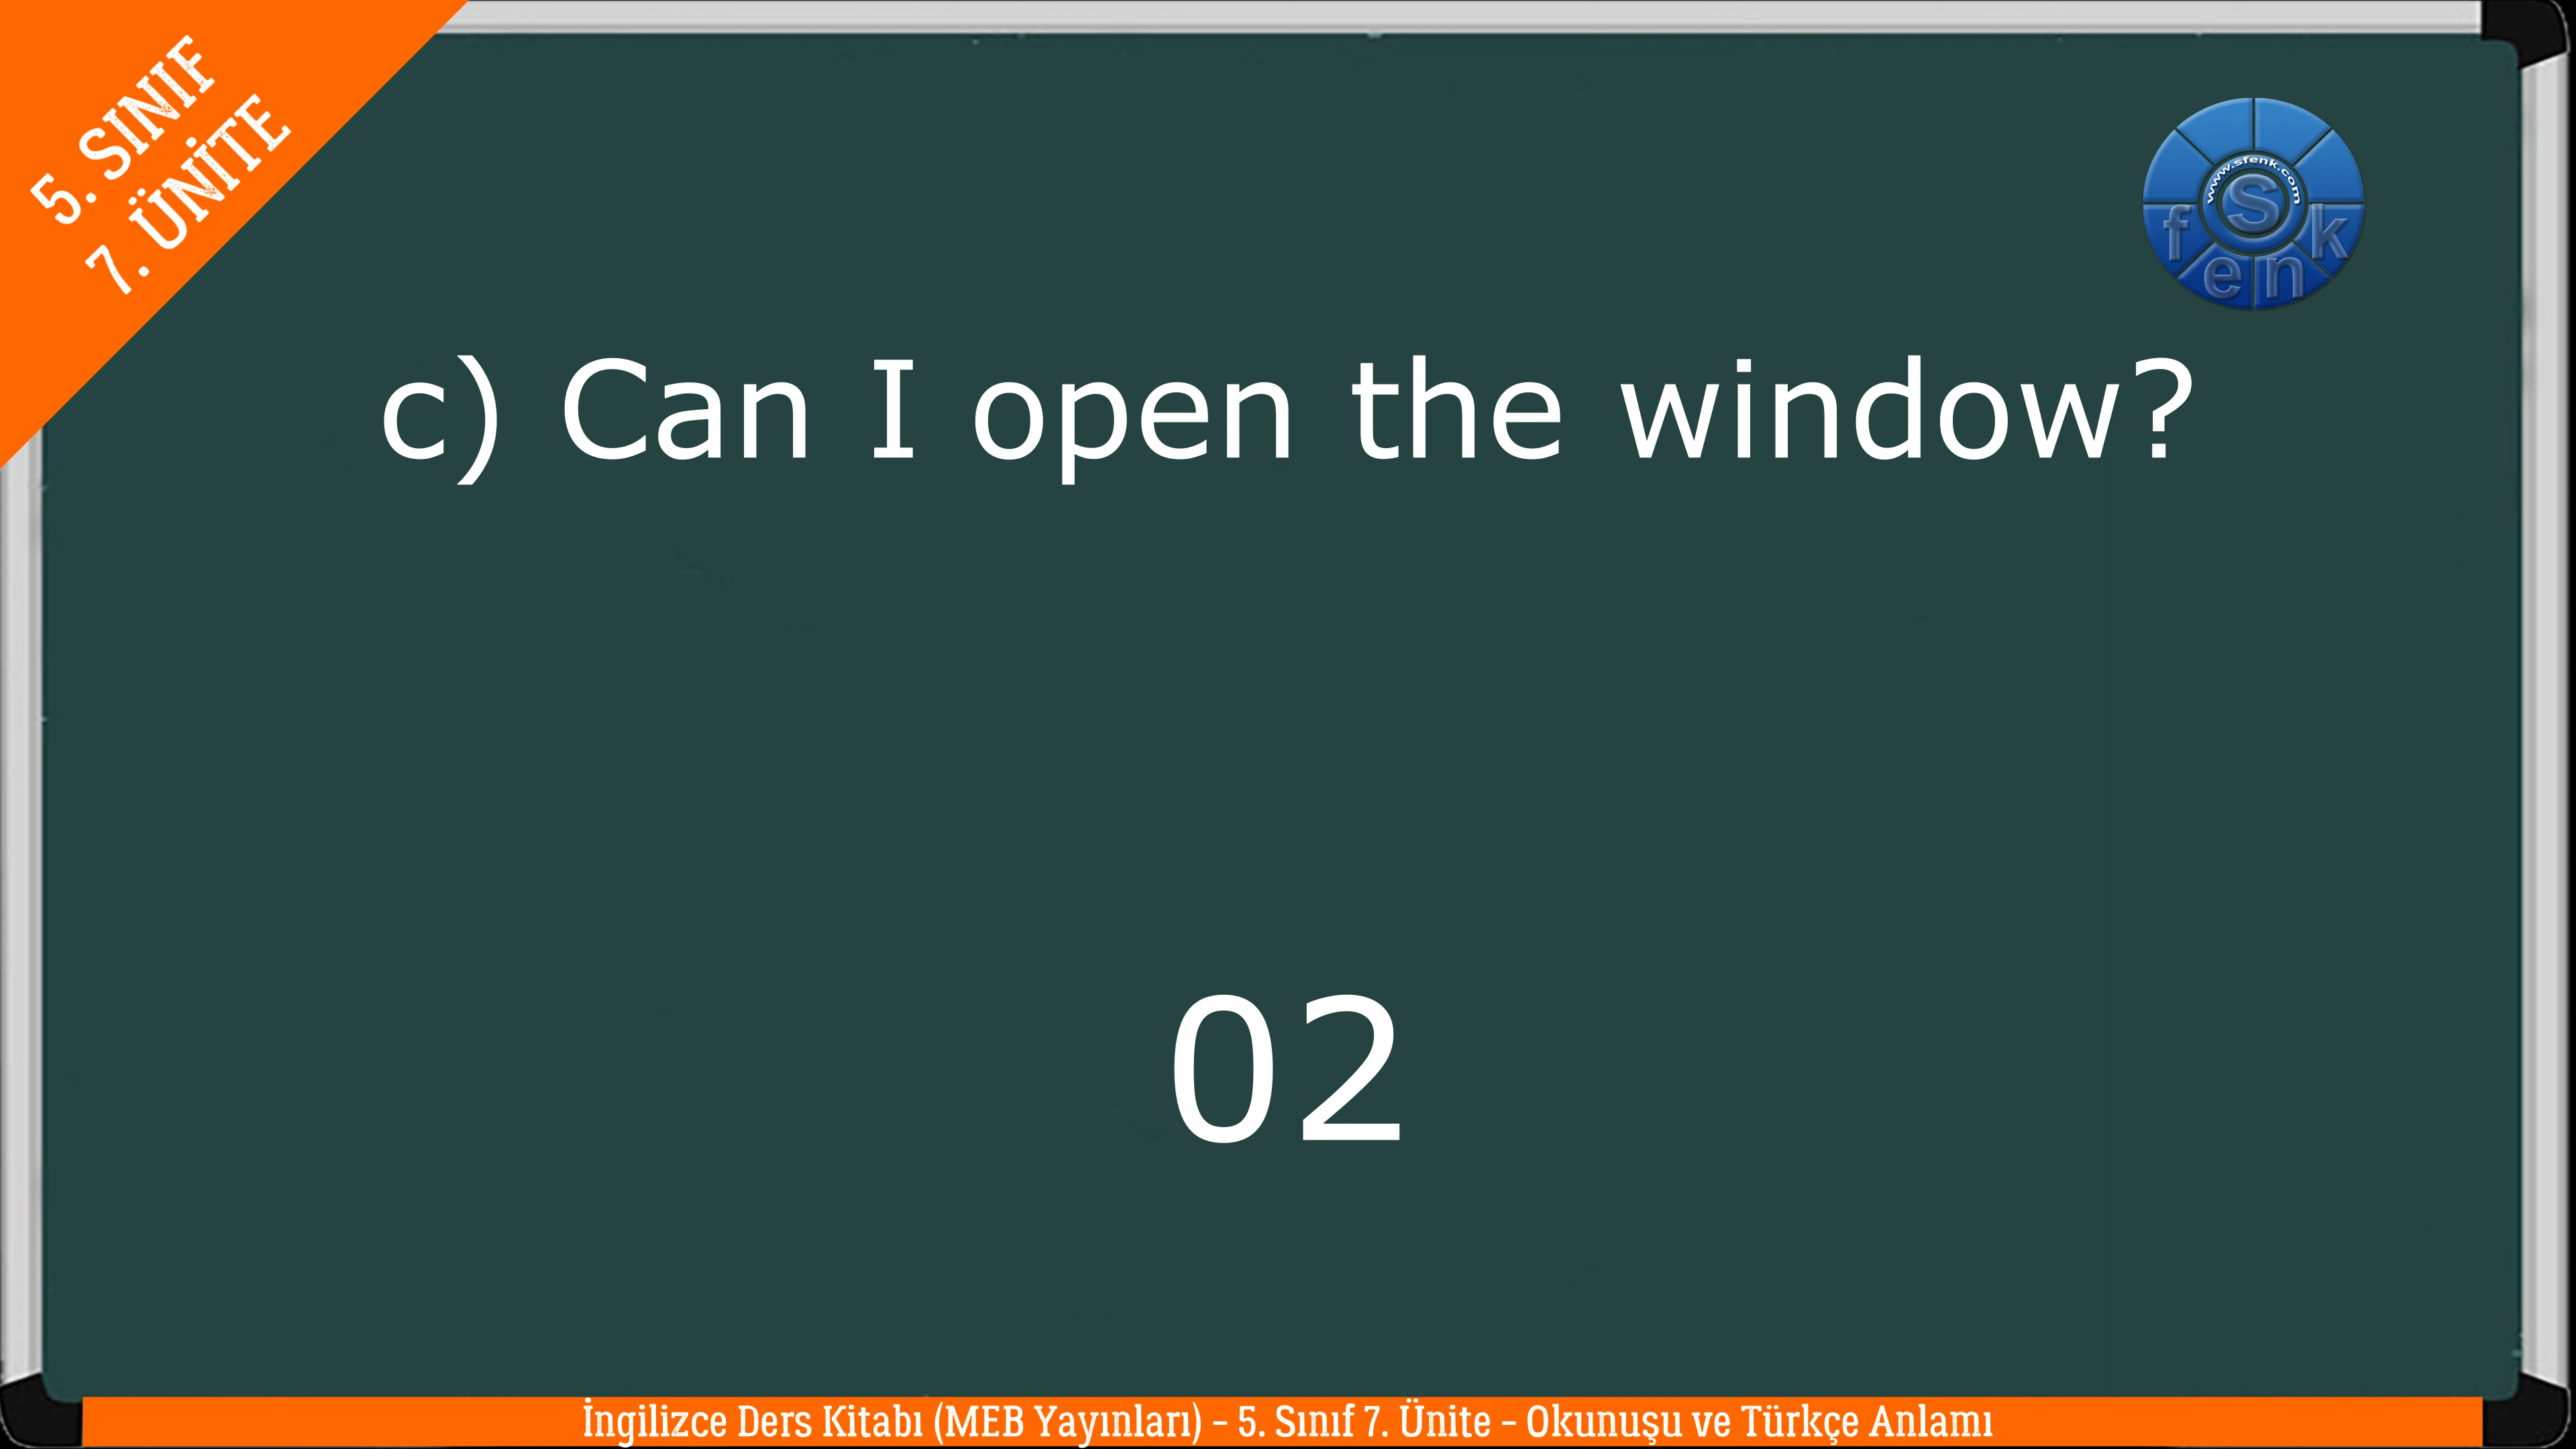 5. SINIF
7. ÜNİTE
www.sfenk.com
S
f e n k
c) Can I open the window?
02
İngilizce Ders Kitabı (MEB Yayınları) – 5. Sınıf 7. Ünite – Okunuşu ve Türkçe Anlamı